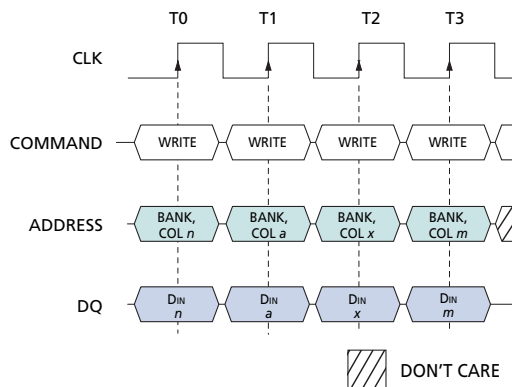 T0 T1 T2 T3
CLK
COMMAND WRITE WRITE WRITE WRITE
ADDRESS BANK, COL n BANK, COL a BANK, COL x BANK, COL m
DQ DIN n DIN a DIN x DIN m
DON'T CARE